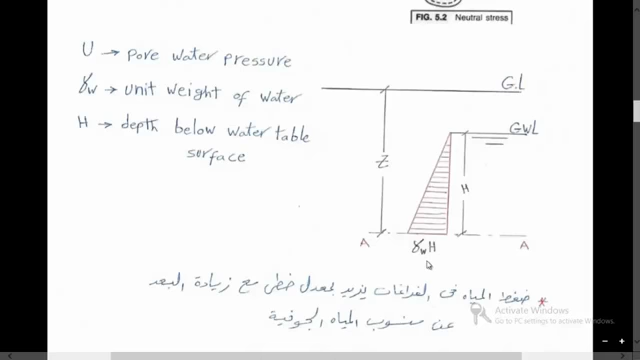 FIG. 5.2 Neutral stress
U → pore water pressure
γw → unit weight of water
H → depth below water table
surface
G.L
GWL
Z
H
A
A
γwH
* ضغط المياه فى الفراغات يزيد بمعدل خطى مع زيادة البعد
عن منسوب المياه الجوفية
Activate Windows
Go to PC settings to activate Windows.